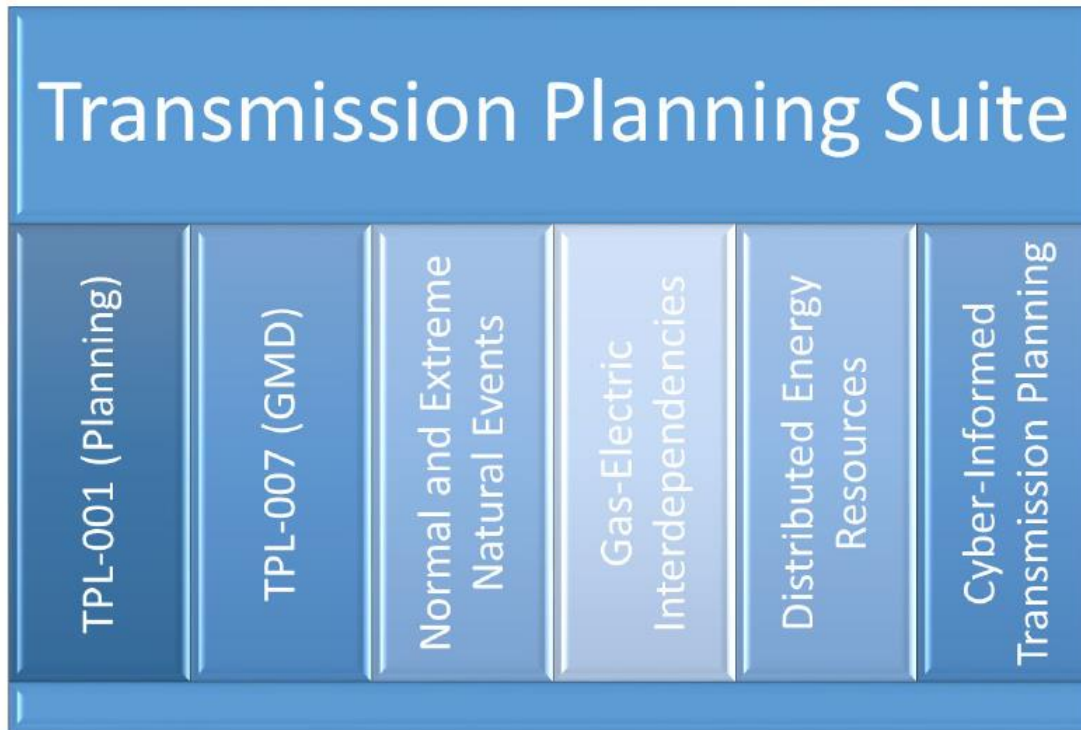 Transmission Planning Suite
TPL-001 (Planning)
TPL-007 (GMD)
Normal and Extreme
Natural Events
Gas-Electric
Interdependencies
Distributed Energy
Resources
Cyber-Informed
Transmission Planning